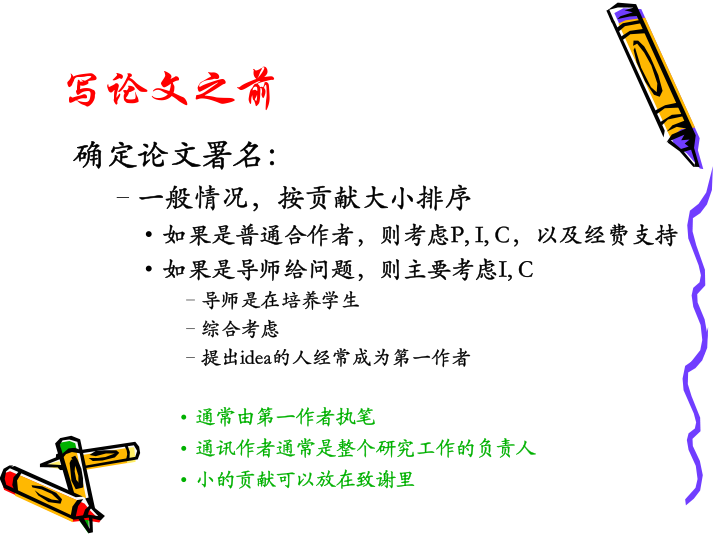 写论文之前
确定论文署名：
– 一般情况，按贡献大小排序
• 如果是普通合作者，则考虑P, I, C，以及经费支持
• 如果是导师给问题，则主要考虑I, C
– 导师是在培养学生
– 综合考虑
– 提出idea的人经常成为第一作者
• 通常由第一作者执笔
• 通讯作者通常是整个研究工作的负责人
• 小的贡献可以放在致谢里